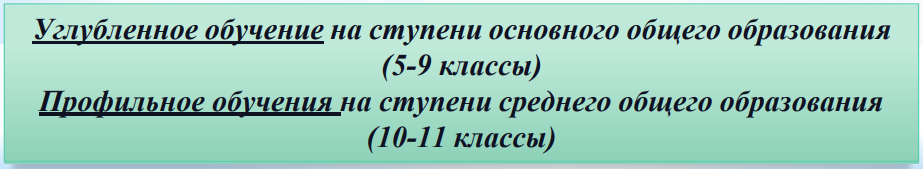 Углубленное обучение на ступени основного общего образования
(5-9 классы)
Профильное обучения на ступени среднего общего образования
(10-11 классы)